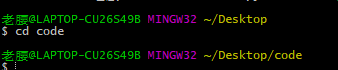 老腰@LAPTOP-CU26S49B MINGW32 ~/Desktop
$ cd code
老腰@LAPTOP-CU26S49B MINGW32 ~/Desktop/code
$